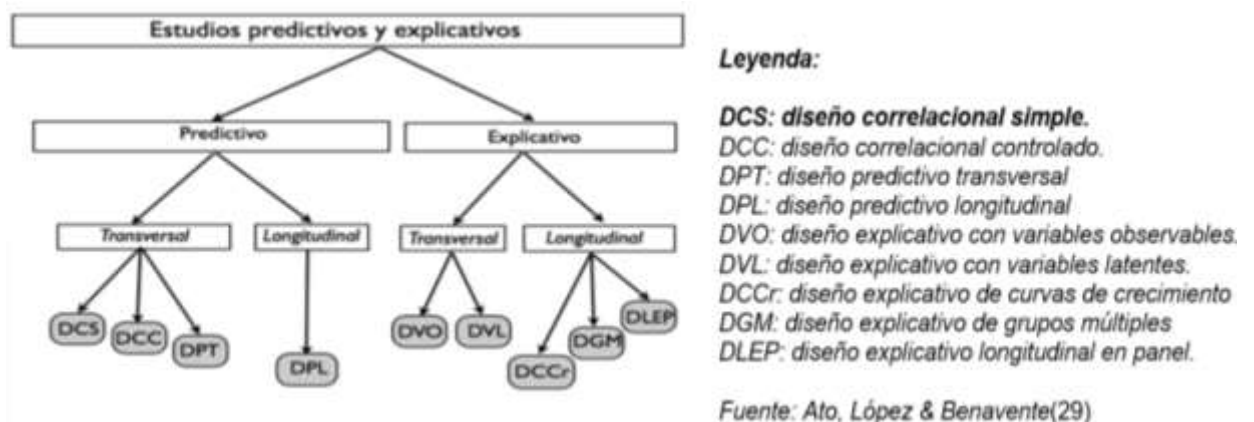 Estudios predictivos y explicativos
Predictivo
Explicativo
Transversal
Longitudinal
Transversal
Longitudinal
DCS
DCC
DPT
DPL
DVO
DVL
DCCr
DGM
DLEP
Leyenda:
DCS: diseño correlacional simple.
DCC: diseño correlacional controlado.
DPT: diseño predictivo transversal
DPL: diseño predictivo longitudinal
DVO: diseño explicativo con variables observables.
DVL: diseño explicativo con variables latentes.
DCCr: diseño explicativo de curvas de crecimiento
DGM: diseño explicativo de grupos múltiples
DLEP: diseño explicativo longitudinal en panel.
Fuente: Ato, López & Benavente(29)